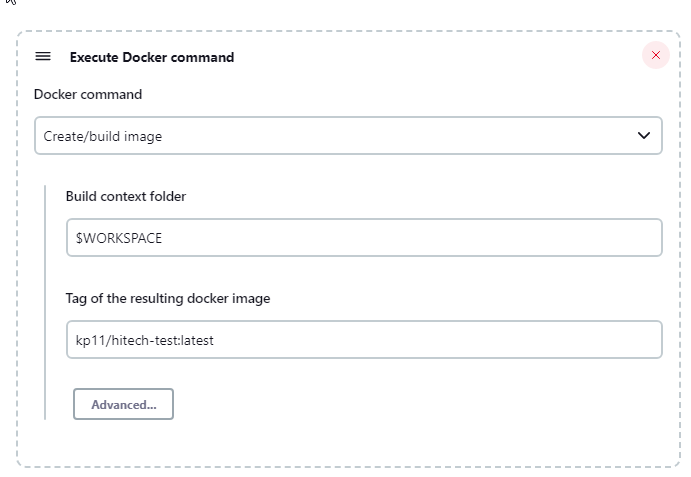 Execute Docker command
Docker command
Create/build image
Build context folder
$WORKSPACE
Tag of the resulting docker image
kp11/hitech-test:latest
Advanced...